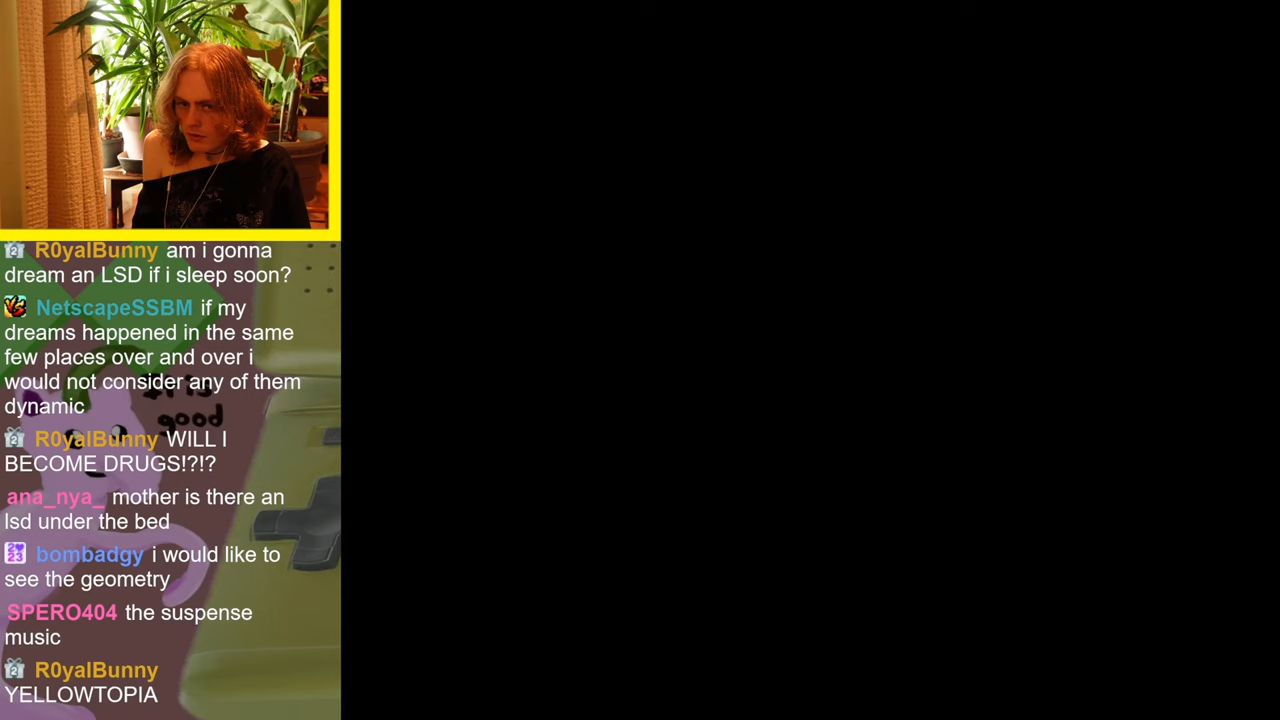 R0yalBunny am i gonna
dream an LSD if i sleep soon?
NetscapeSSBM if my
dreams happened in the same
few places over and over i
would not consider any of them
dynamic
R0yalBunny WILL I
BECOME DRUGS!?!?
ana_nya_ mother is there an
lsd under the bed
bombadgy i would like to
see the geometry
SPERO404 the suspense
music
R0yalBunny
YELLOWTOPIA
good